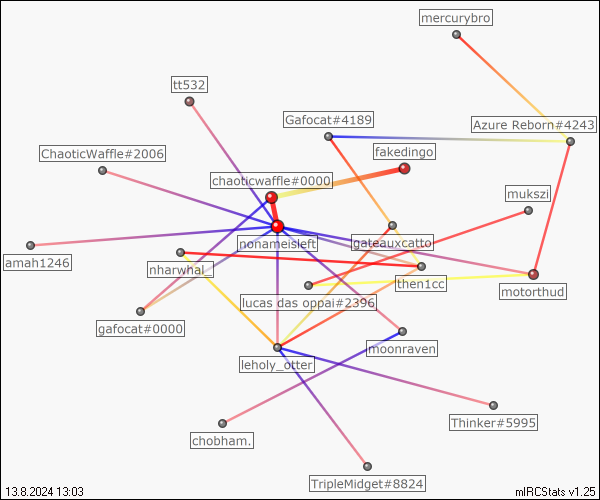 mercurybro
tt532
Gafocat#4189
Azure Reborn#4243
ChaoticWaffle#2006
fakedingo
chaoticwaffle#0000
mukszi
nonameisleft
gateauxcatto
amah1246
nharwhal_
then1cc
motorthud
lucas das oppai#2396
gafocat#0000
moonraven
leholy_otter
Thinker#5995
chobham.
TripleMidget#8824
13.8.2024 13:03
mIRCStats v1.25